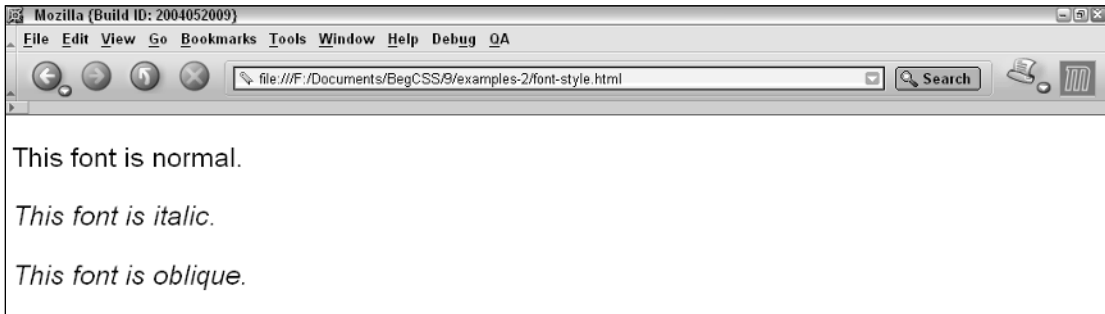 Mozilla {Build ID: 2004052009}
File Edit View Go Bookmarks Tools Window Help Debug QA
file:///F:/Documents/BegCSS/9/examples-2/font-style.html Search
This font is normal.
This font is italic.
This font is oblique.